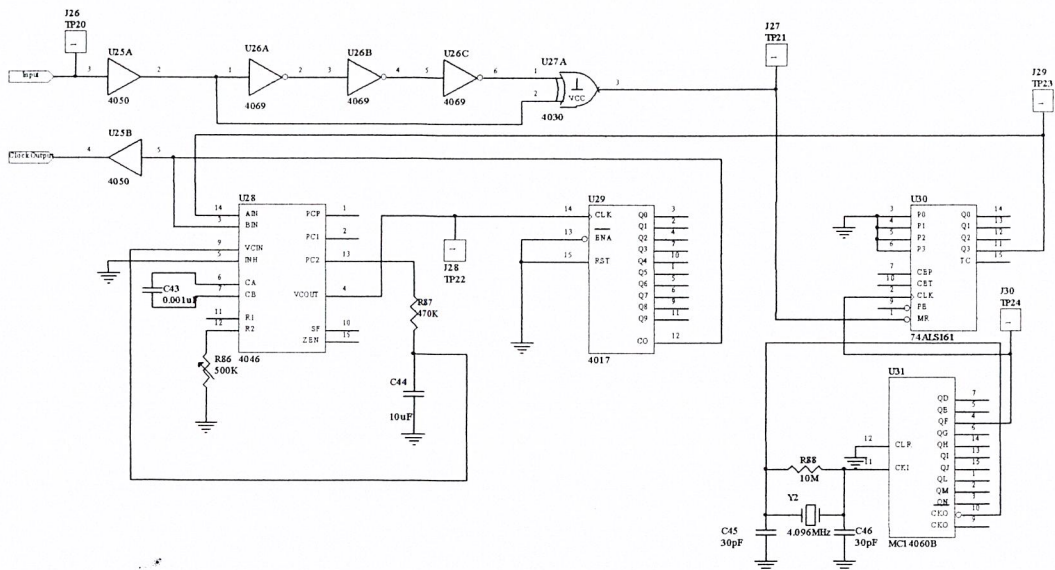 J26
TP20
Input
U25A
3
2
4050
U26A
1
2
4069
U26B
3
4
4069
U26C
5
6
4069
U27A
1
2
3
VCC
4030
J27
TP21
J29
TP23
Clock Output
U25B
4
5
4050
U28
14 AIN
3 BIN
9 VCIN
5 INH
6 CA
7 CB
11 R1
12 R2
PCP 1
PC1 2
PC2 13
VCOUT 4
SF 10
ZEN 15
4046
C43
0.001uF
R86
500K
R87
470K
C44
10uF
J28
TP22
U29
14 CLK
13 ENA
15 RST
Q0 3
Q1 2
Q2 4
Q3 7
Q4 10
Q5 1
Q6 5
Q7 6
Q8 9
Q9 11
CO 12
4017
U30
3 P0
4 P1
5 P2
6 P3
7 CEP
10 CET
2 CLK
9 PE
1 MR
Q0 14
Q1 13
Q2 12
Q3 11
TC 15
74ALS161
J30
TP24
U31
12 CLR
11 CKI
QD 7
QE 5
QF 4
QG 6
QH 14
QI 13
QJ 15
QL 1
QM 2
QN 3
CKO 10
CKO 9
MC14060B
R88
10M
Y2
4.096MHz
C45
30pF
C46
30pF